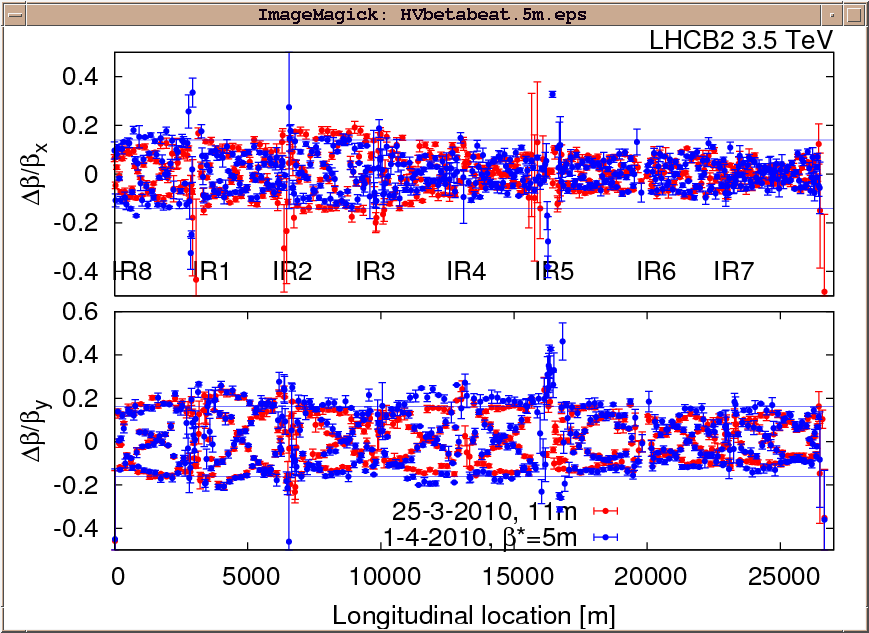 ImageMagick: HVbetabeat.5m.eps
LHCB2 3.5 TeV
0.4
0.2
0
-0.2
-0.4
Δβ/βx
IR8 IR1 IR2 IR3 IR4 IR5 IR6 IR7
0.6
0.4
0.2
0
-0.2
-0.4
Δβ/βy
25-3-2010, 11m
1-4-2010, β*=5m
0 5000 10000 15000 20000 25000
Longitudinal location [m]